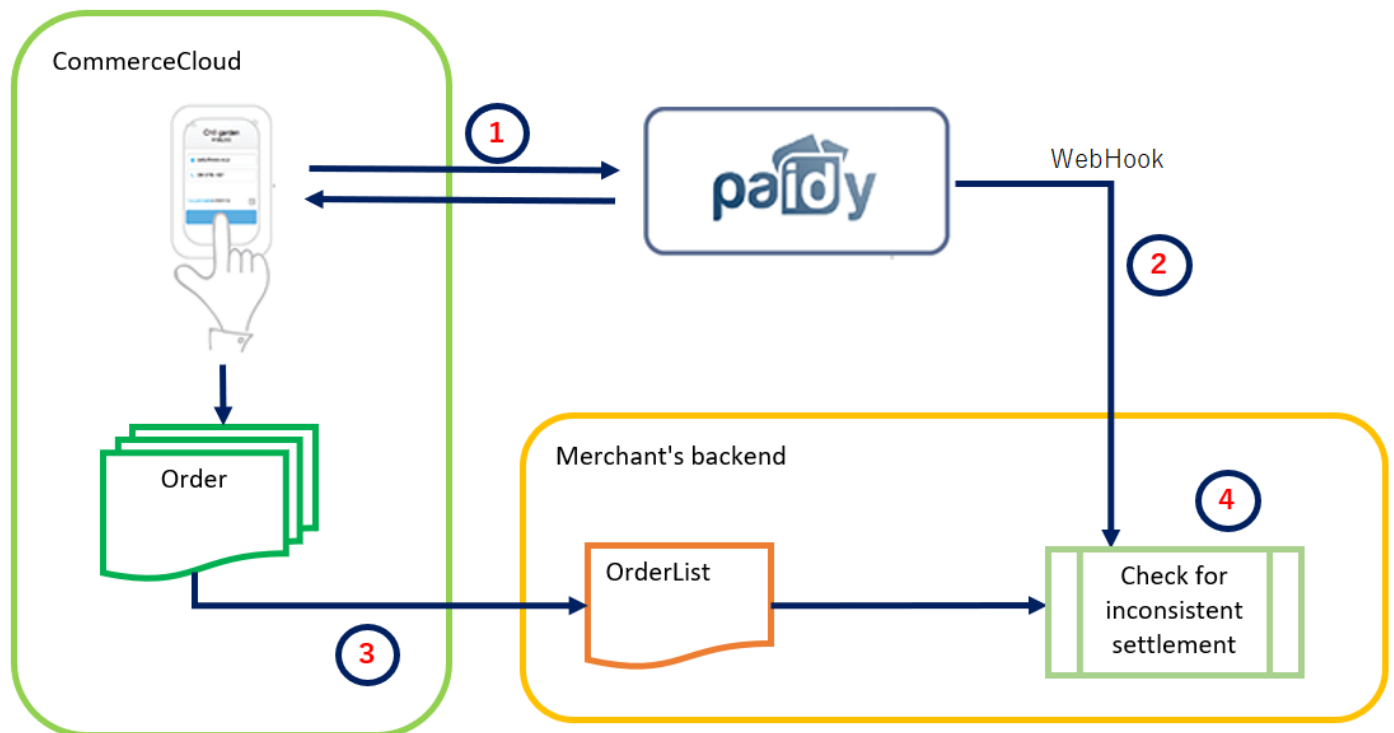 CommerceCloud
1
paidy
WebHook
2
Order
Merchant's backend
4
OrderList
Check for
inconsistent
settlement
3